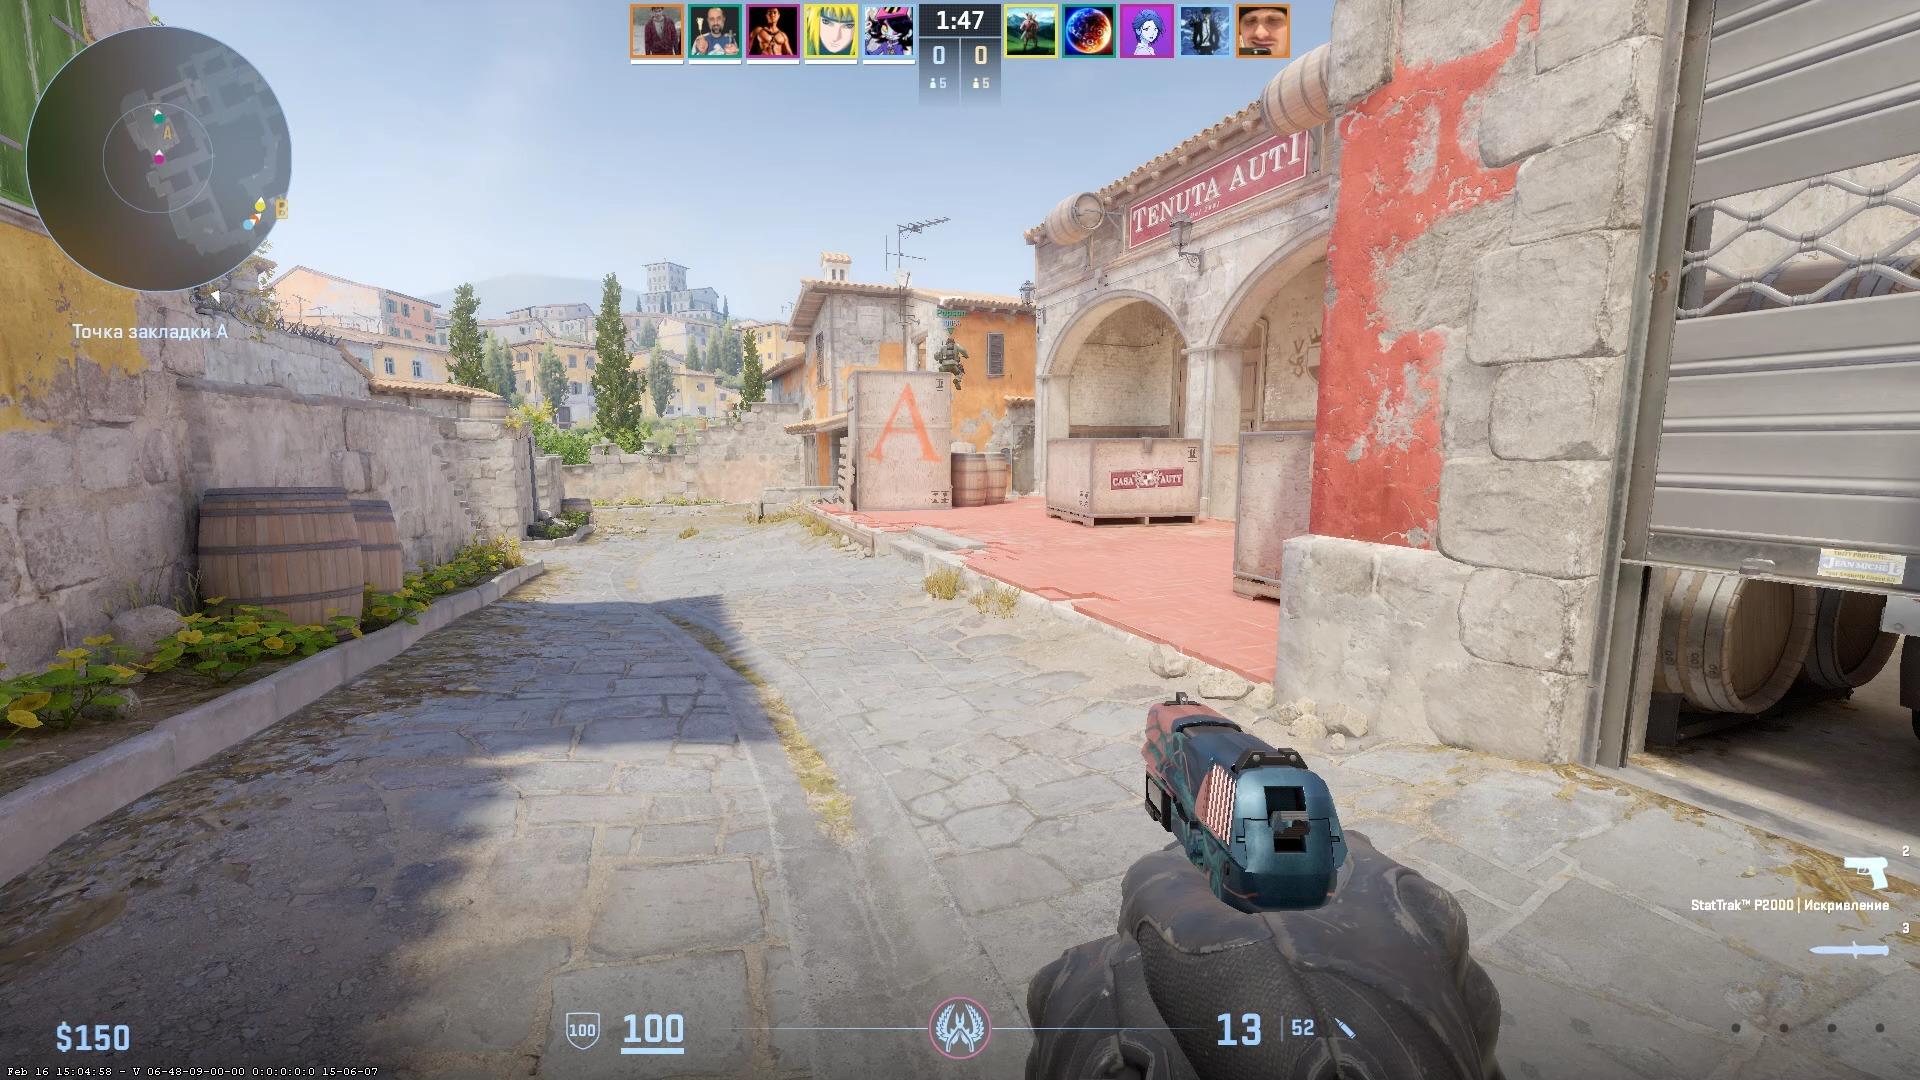 1:47
0 0
5 5
A
B
Точка закладки А
TENUTA AUTI
A
CASA AUTY
JEAN MICHEL
2
StatTrak™ P2000 | Искривление
3
$150
100 100
13 52
Feb 16 15:04:58 - V 06-48-09-00-00 0:0:0:0:0 15-06-07